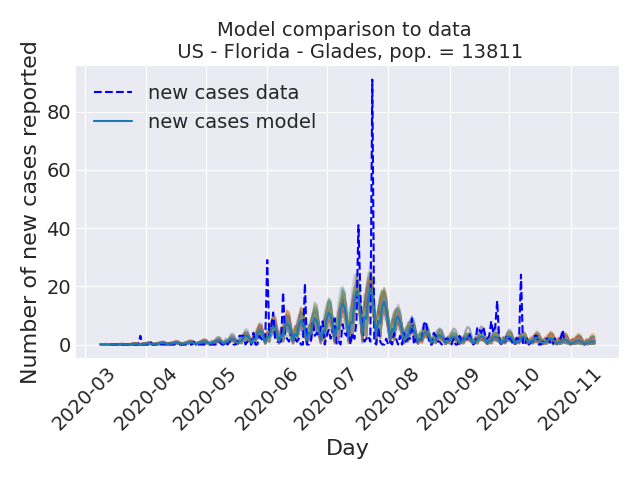 Model comparison to data
US - Florida - Glades, pop. = 13811
Number of new cases reported
80
60
40
20
0
new cases data
new cases model
2020-03
2020-04
2020-05
2020-06
2020-07
2020-08
2020-09
2020-10
2020-11
Day